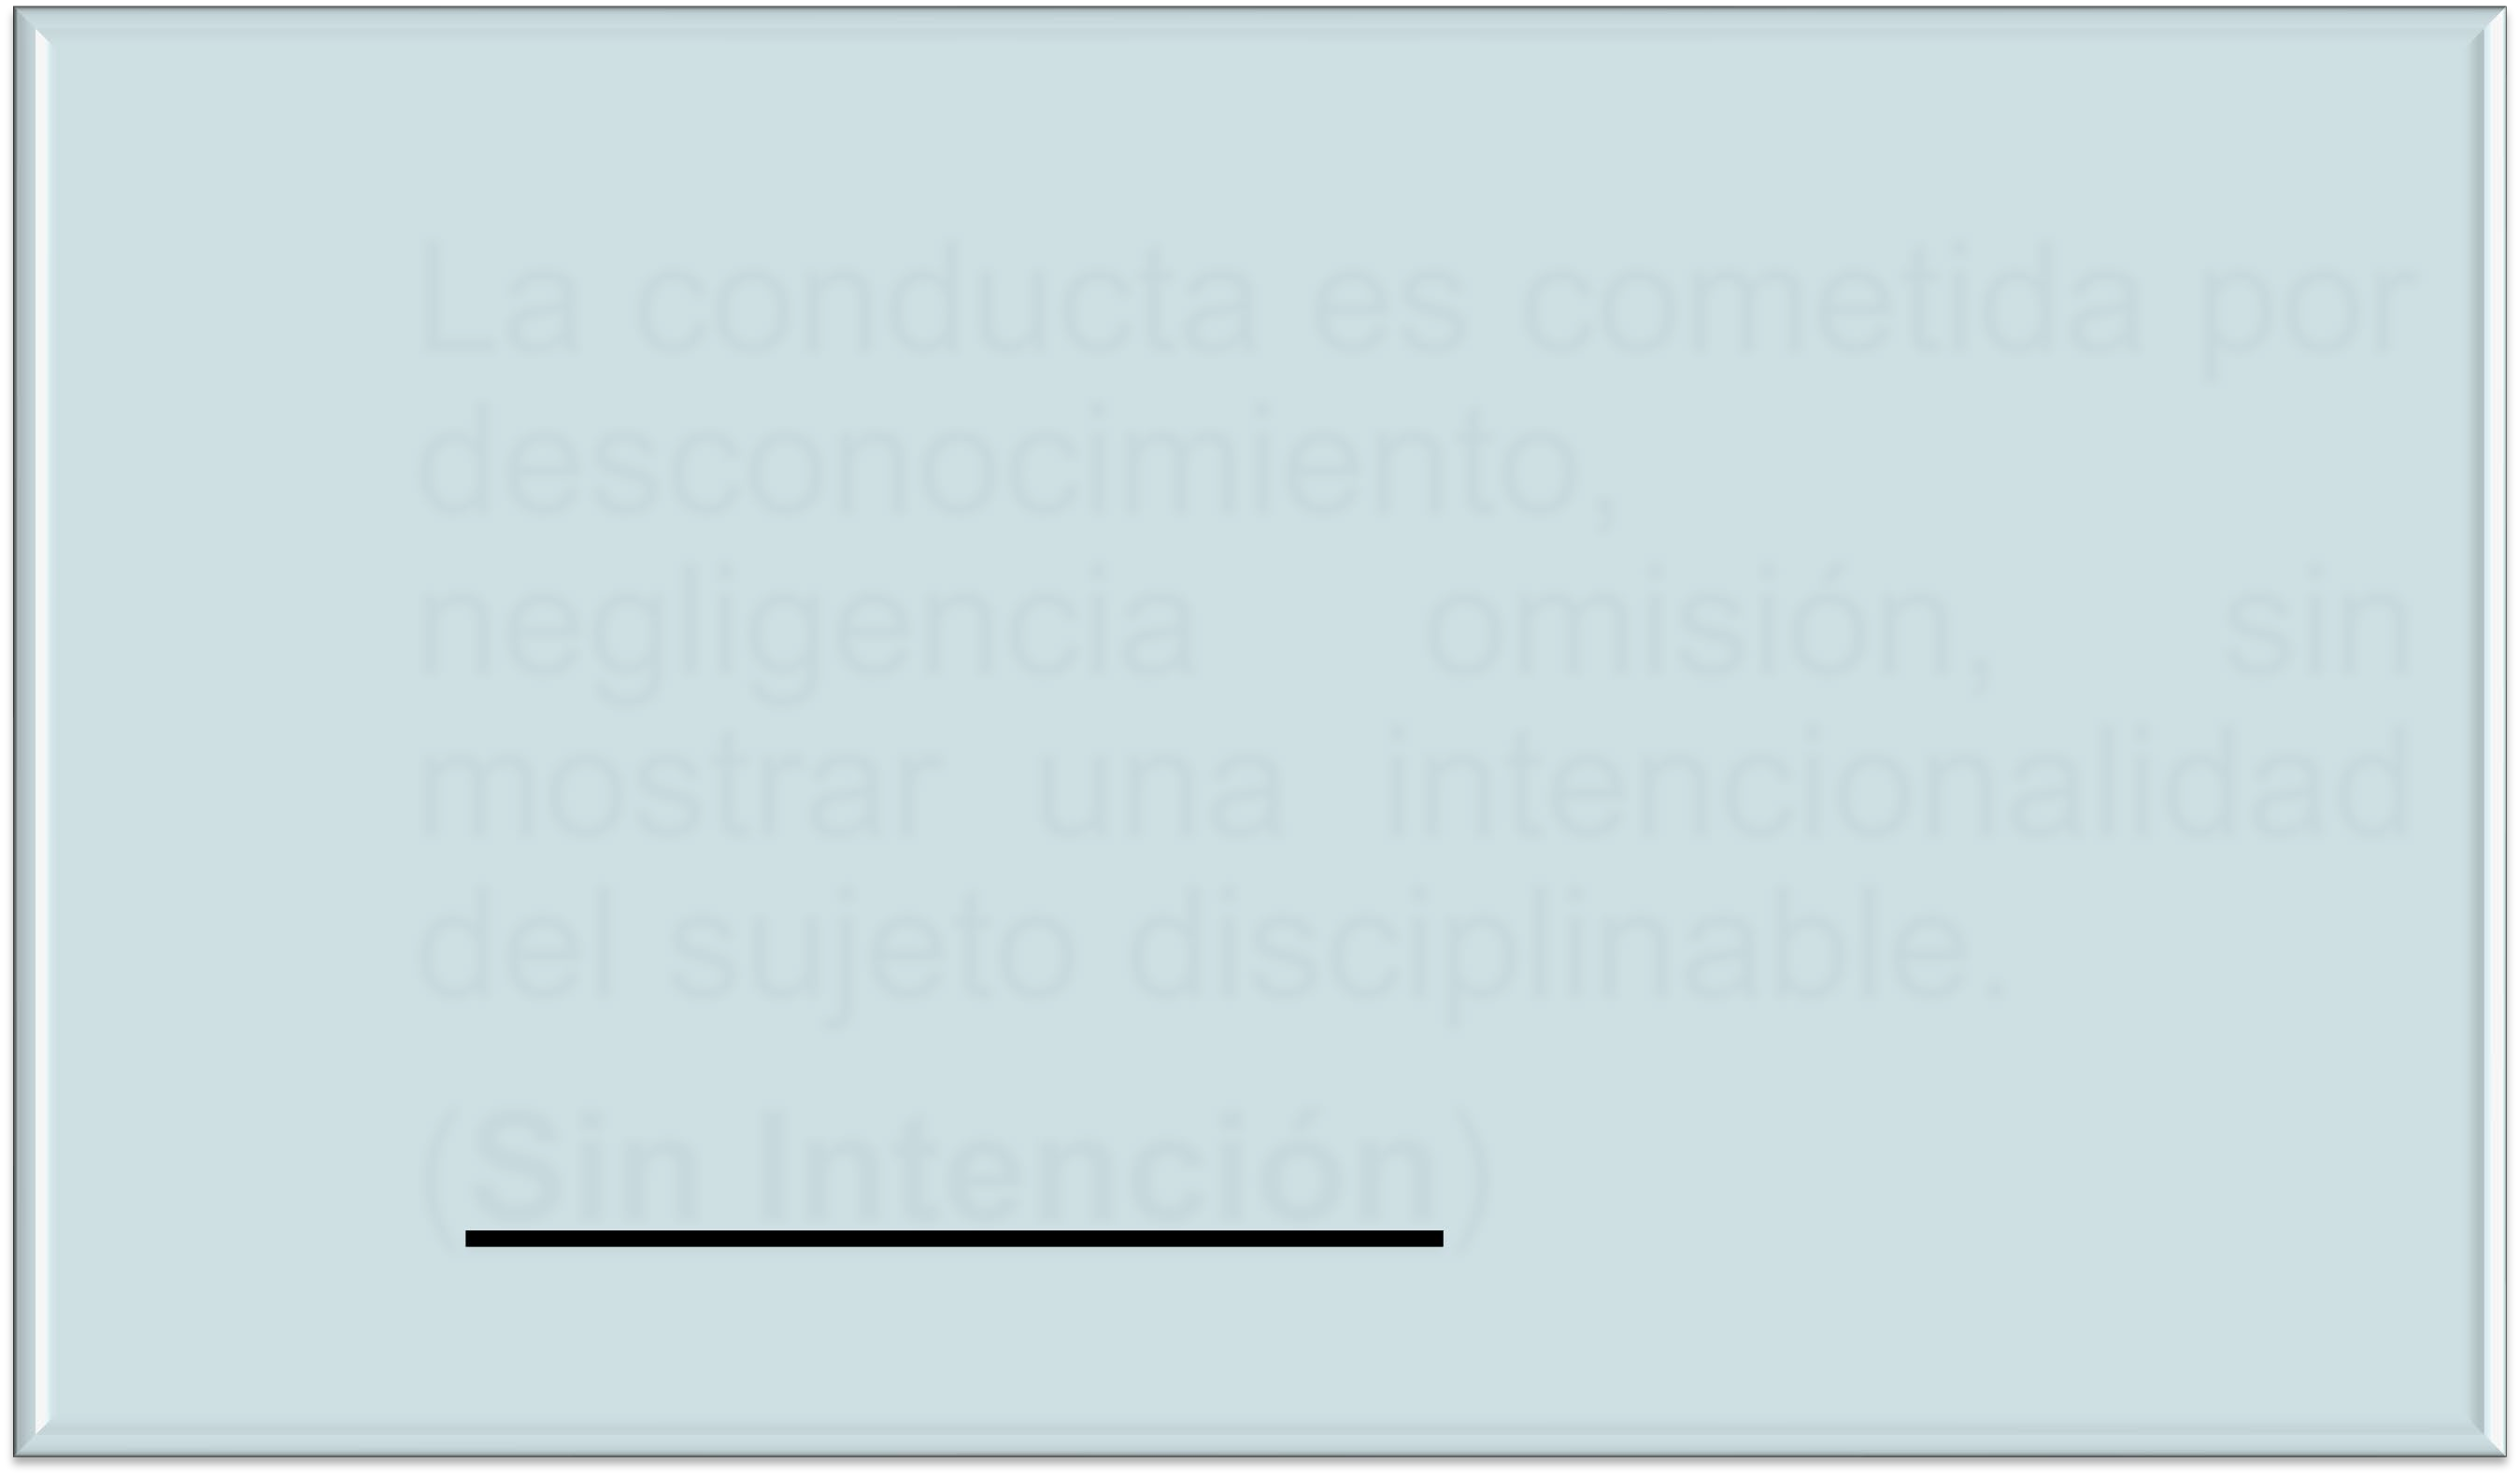 La conducta es cometida por
desconocimiento,
negligencia omisión, sin
mostrar una intencionalidad
del sujeto disciplinable.
(Sin Intención)